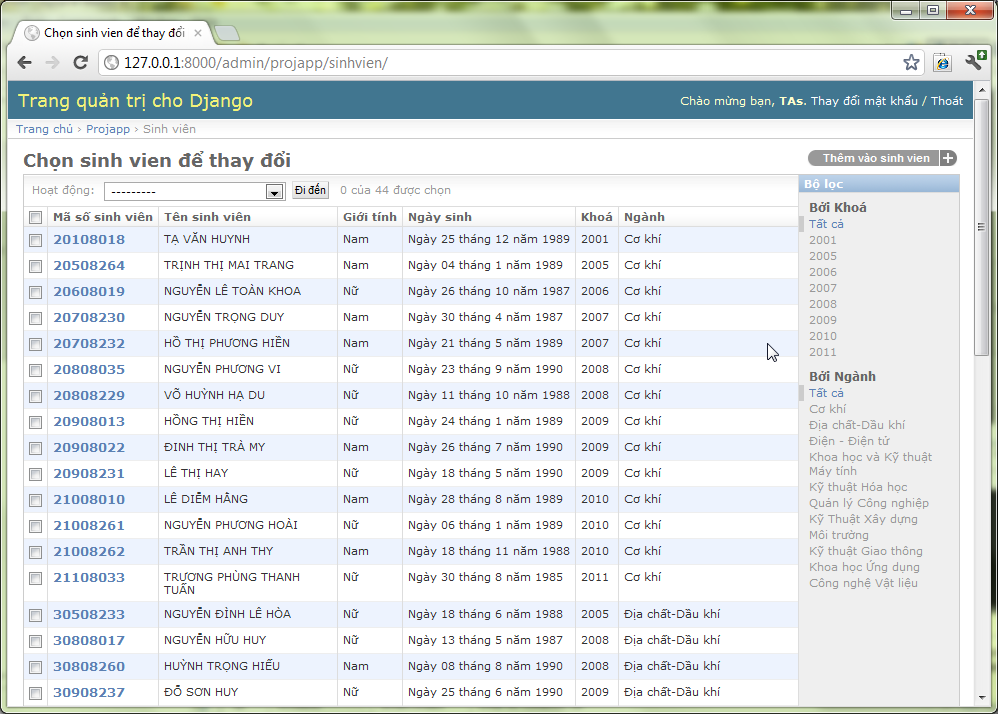 Chọn sinh vien để thay đổi
127.0.0.1:8000/admin/projapp/sinhvien/
Trang quản trị cho Django
Chào mừng bạn, TAs. Thay đổi mật khẩu / Thoát
Trang chủ › Projapp › Sinh viên
Chọn sinh vien để thay đổi
Thêm vào sinh vien
Hoạt động: --------- Đi đến 0 của 44 được chọn
Mã số sinh viên Tên sinh viên Giới tính Ngày sinh Khoá Ngành
20108018 TẠ VĂN HUYNH Nam Ngày 25 tháng 12 năm 1989 2001 Cơ khí
20508264 TRỊNH THỊ MAI TRANG Nam Ngày 04 tháng 1 năm 1989 2005 Cơ khí
20608019 NGUYỄN LÊ TOÀN KHOA Nữ Ngày 26 tháng 10 năm 1987 2006 Cơ khí
20708230 NGUYỄN TRỌNG DUY Nam Ngày 30 tháng 4 năm 1987 2007 Cơ khí
20708232 HỒ THỊ PHƯƠNG HIỀN Nam Ngày 21 tháng 5 năm 1989 2007 Cơ khí
20808035 NGUYỄN PHƯƠNG VI Nữ Ngày 23 tháng 9 năm 1990 2008 Cơ khí
20808229 VÕ HUỲNH HẠ DU Nữ Ngày 11 tháng 10 năm 1988 2008 Cơ khí
20908013 HỒNG THỊ HIỀN Nữ Ngày 24 tháng 1 năm 1989 2009 Cơ khí
20908022 ĐINH THỊ TRÀ MY Nam Ngày 26 tháng 7 năm 1990 2009 Cơ khí
20908231 LÊ THỊ HAY Nữ Ngày 18 tháng 5 năm 1990 2009 Cơ khí
21008010 LÊ DIỄM HẰNG Nam Ngày 28 tháng 8 năm 1989 2010 Cơ khí
21008261 NGUYỄN PHƯƠNG HOÀI Nữ Ngày 06 tháng 1 năm 1989 2010 Cơ khí
21008262 TRẦN THỊ ANH THY Nam Ngày 18 tháng 11 năm 1988 2010 Cơ khí
21108033 TRƯƠNG PHÙNG THANH Nữ Ngày 30 tháng 8 năm 1985 2011 Cơ khí
TUẤN
30508233 NGUYỄN ĐÌNH LÊ HÒA Nữ Ngày 18 tháng 6 năm 1988 2005 Địa chất-Dầu khí
30808017 NGUYỄN HỮU HUY Nữ Ngày 13 tháng 5 năm 1987 2008 Địa chất-Dầu khí
30808260 HUỲNH TRỌNG HIẾU Nam Ngày 08 tháng 8 năm 1990 2008 Địa chất-Dầu khí
30908237 ĐỖ SƠN HUY Nữ Ngày 25 tháng 6 năm 1990 2009 Địa chất-Dầu khí
Bộ lọc
Bởi Khoá
Tất cả
2001
2005
2006
2007
2008
2009
2010
2011
Bởi Ngành
Tất cả
Cơ khí
Địa chất-Dầu khí
Điện - Điện tử
Khoa học và Kỹ thuật
Máy tính
Kỹ thuật Hóa học
Quản lý Công nghiệp
Kỹ Thuật Xây dựng
Môi trường
Kỹ thuật Giao thông
Khoa học Ứng dụng
Công nghệ Vật liệu